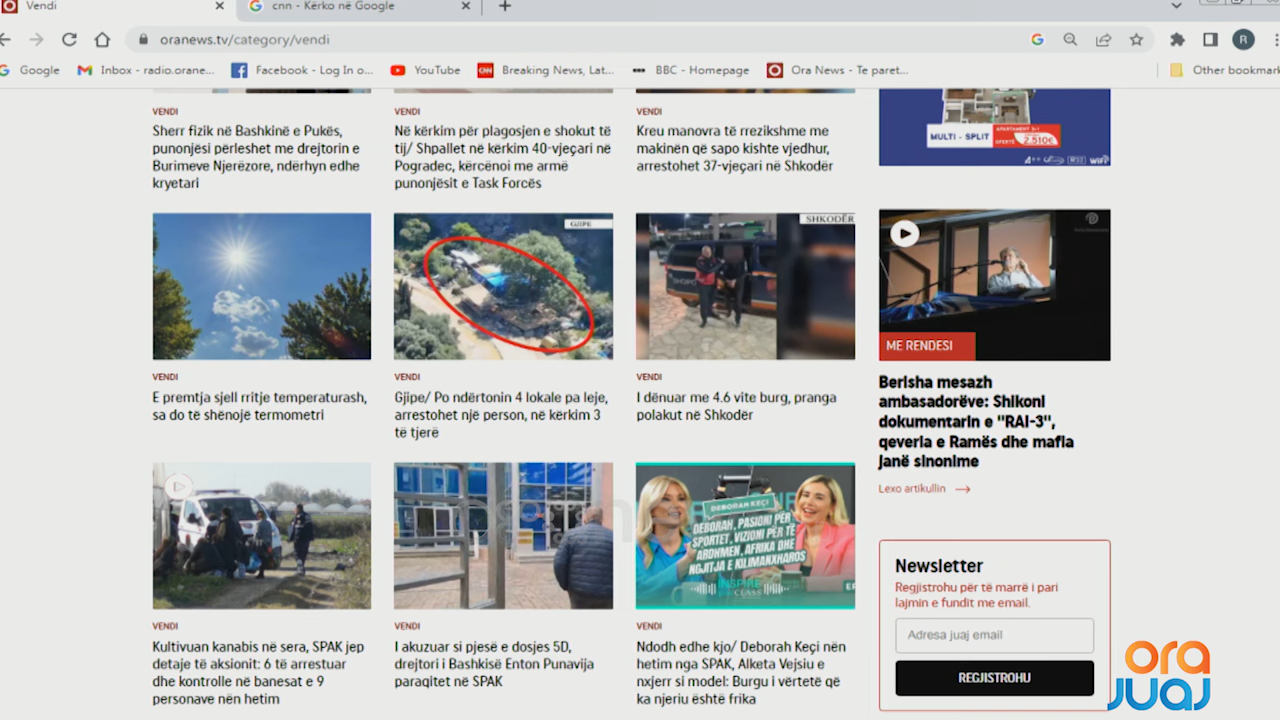 Vendi
cnn - Kërko në Google
oranews.tv/category/vendi
R
Google
Inbox - radio.orane...
Facebook - Log In o...
YouTube
CNN
Breaking News, Lat...
BBC - Homepage
Ora News - Te paret...
Other bookmark
VENDI
Sherr fizik në Bashkinë e Pukës,
punonjësi përleshet me drejtorin e
Burimeve Njerëzore, ndërhyn edhe
kryetari
VENDI
Në kërkim për plagosjen e shokut të
tij/ Shpallet në kërkim 40-vjeçari në
Pogradec, kërcënoi me armë
punonjësit e Task Forcës
VENDI
Kreu manovra të rrezikshme me
makinën që sapo kishte vjedhur,
arrestohet 37-vjeçari në Shkodër
MULTI - SPLIT
2.510€
WiFi
VENDI
E premtja sjell rritje temperaturash,
sa do të shënojë termometri
GJIPE
VENDI
Gjipe/ Po ndërtonin 4 lokale pa leje,
arrestohet një person, në kërkim 3
të tjerë
SHKODËR
VENDI
I dënuar me 4.6 vite burg, pranga
polakut në Shkodër
ME RENDESI
Berisha mesazh
ambasadorëve: Shikoni
dokumentarin e "RAI-3",
qeveria e Ramës dhe mafia
janë sinonime
Lexo artikullin
VENDI
Kultivuan kanabis në sera, SPAK jep
detaje të aksionit: 6 të arrestuar
dhe kontrolle në banesat e 9
personave nën hetim
VENDI
I akuzuar si pjesë e dosjes 5D,
drejtori i Bashkisë Enton Punavija
paraqitet në SPAK
DEBORAH KEÇI
DEBORAH, PASIONI PËR
SPORTET, VIZIONI PËR TË
ARDHMEN, AFRIKA DHE
NGJITJA E KILIMANXHAROS
INSPIRE
CLASS
VENDI
Ndodh edhe kjo/ Deborah Keçi nën
hetim nga SPAK, Alketa Vejsiu e
nxjerr si model: Burgu i vërtetë që
ka njeriu është frika
Newsletter
Regjistrohu për të marrë i pari
lajmin e fundit me email.
Adresa juaj email
REGJISTROHU
ora
JUAJ